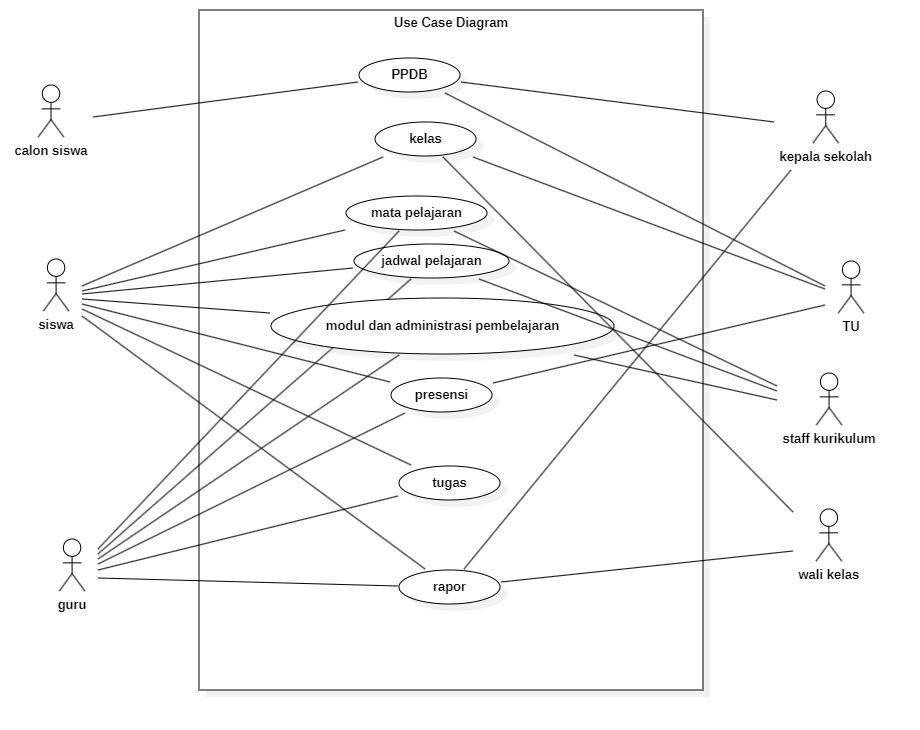 Use Case Diagram
PPDB
calon siswa
kelas
kepala sekolah
mata pelajaran
jadwal pelajaran
siswa
modul dan administrasi pembelajaran
TU
presensi
staff kurikulum
tugas
wali kelas
rapor
guru